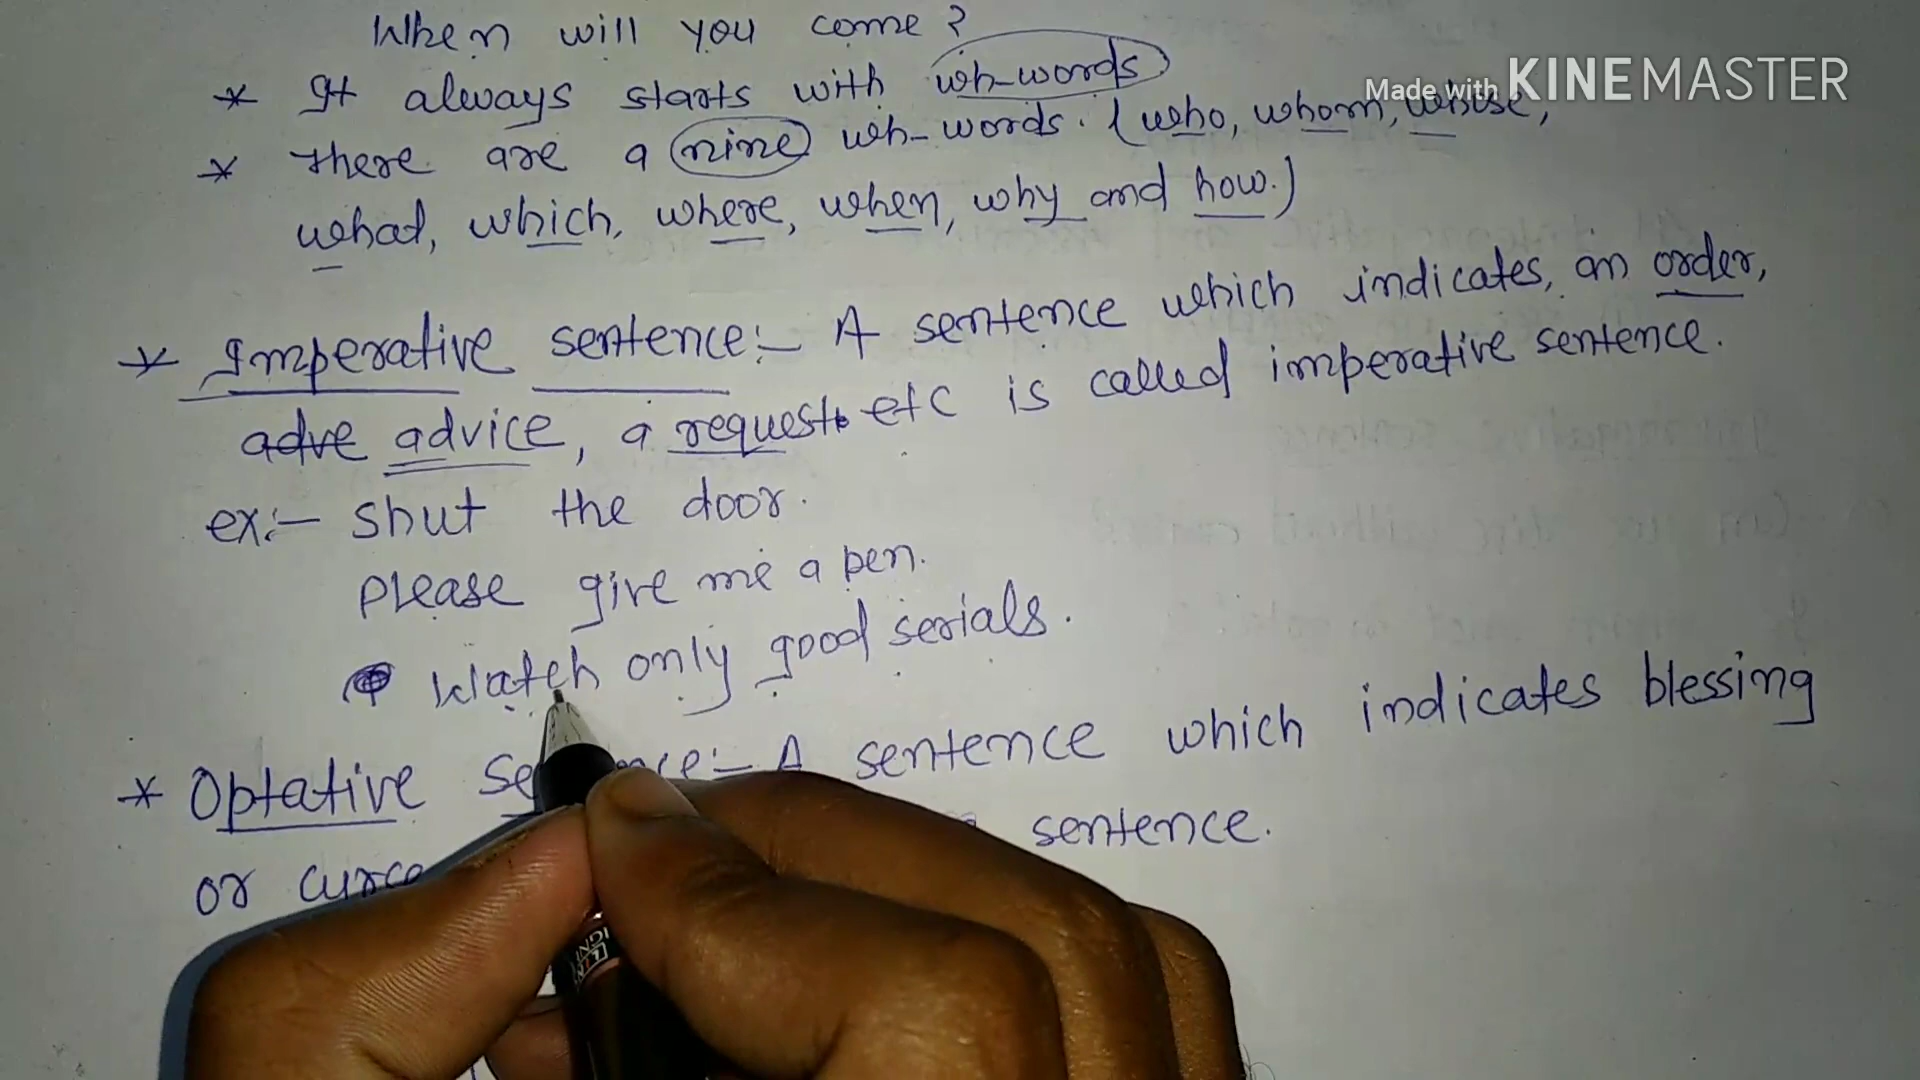 When will you come?
* It always starts with wh-words
Made with KINEMASTER
* There are a nine wh-words. (who, whom, whose,
what, which, where, when, why and how.)
* Imperative sentence:- A sentence which indicates, an order,
adve advice, a request. etc is called imperative sentence.
ex:- Shut the door.
Please give me a pen.
Watch only good serials.
* Optative :- A sentence which indicates blessing
or sentence.